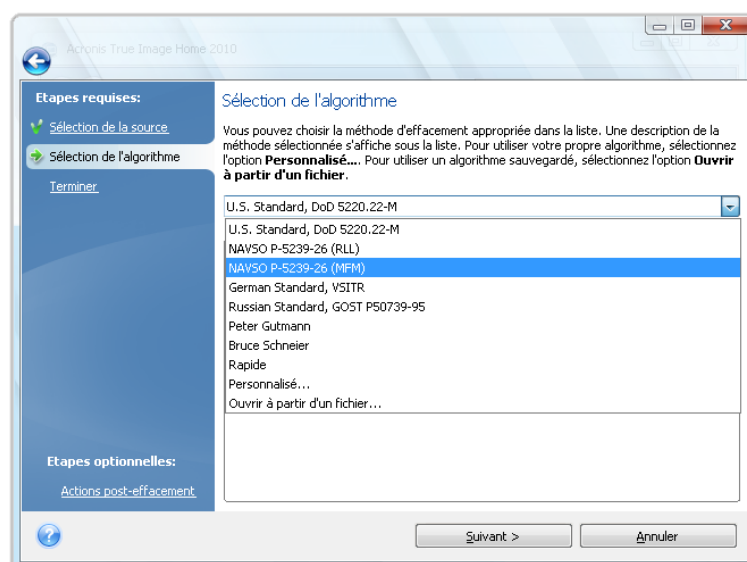 Acronis True Image Home 2010
Etapes requises:
Sélection de la source
Sélection de l'algorithme
Terminer
Sélection de l'algorithme
Vous pouvez choisir la méthode d'effacement appropriée dans la liste. Une description de la
méthode sélectionnée s'affiche sous la liste. Pour utiliser votre propre algorithme, sélectionnez
l'option Personnalisé.... Pour utiliser un algorithme sauvegardé, sélectionnez l'option Ouvrir
à partir d'un fichier.
U.S. Standard, DoD 5220.22-M
U.S. Standard, DoD 5220.22-M
NAVSO P-5239-26 (RLL)
NAVSO P-5239-26 (MFM)
German Standard, VSITR
Russian Standard, GOST P50739-95
Peter Gutmann
Bruce Schneier
Rapide
Personnalisé...
Ouvrir à partir d'un fichier...
Etapes optionnelles:
Actions post-effacement
Suivant >
Annuler